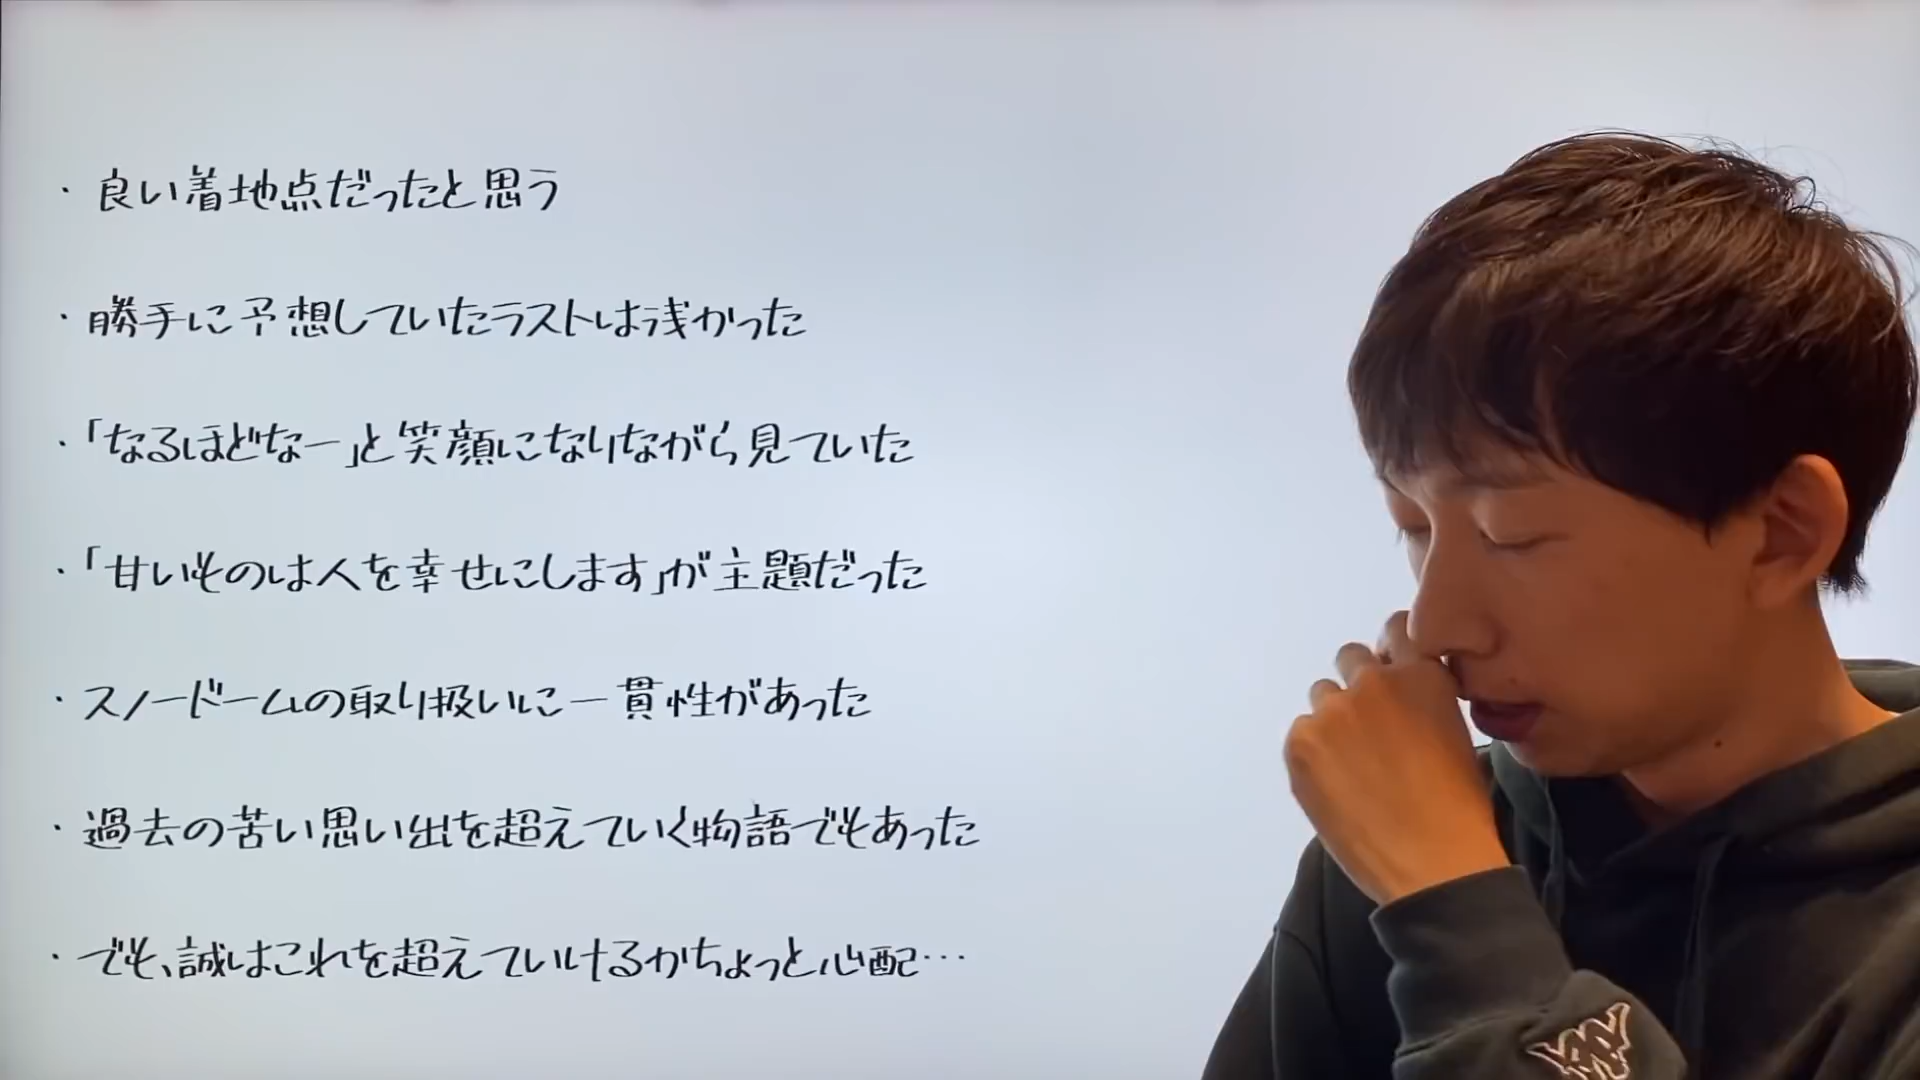 ・良い着地点だったと思う
・勝手に予想していたラストは浅かった
・「なるほどなー」と笑顔になりながら見ていた
・「甘いものは人を幸せにします」が主題だった
・スノードームの取り扱いに一貫性があった
・過去の苦い思い出を超えていく物語でもあった
・でも、誠はこれを超えていけるかちょっと心配…